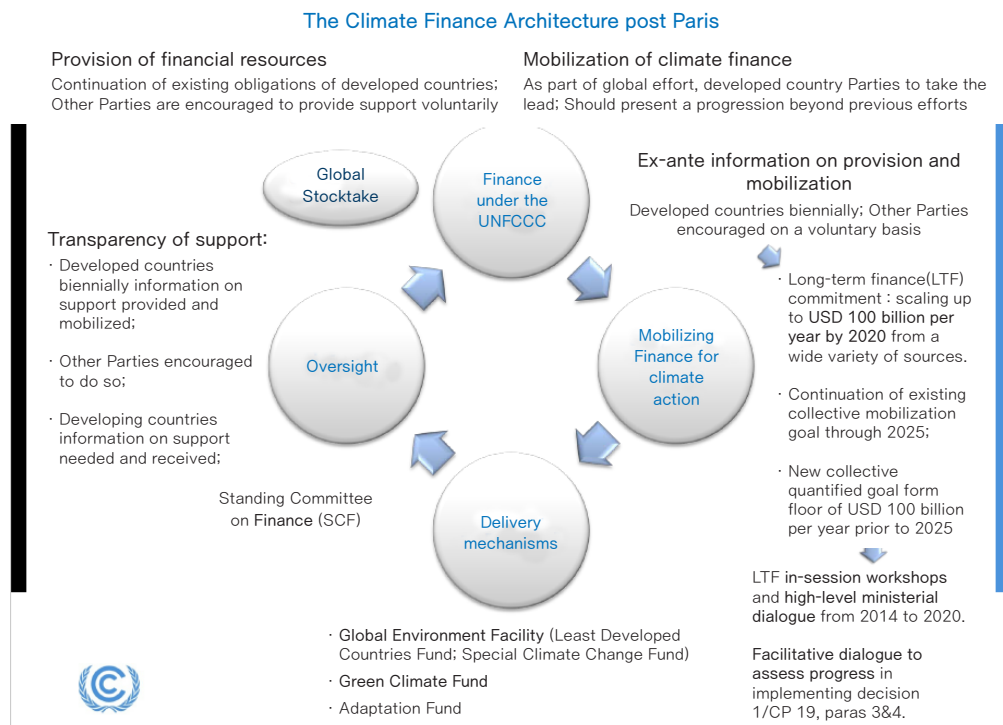 The Climate Finance Architecture post Paris
Provision of financial resources
Continuation of existing obligations of developed countries;
Other Parties are encouraged to provide support voluntarily
Mobilization of climate finance
As part of global effort, developed country Parties to take the
lead; Should present a progression beyond previous efforts
Global
Stocktake
Finance
under the
UNFCCC
Ex-ante information on provision and
mobilization
Developed countries biennially; Other Parties
encouraged on a voluntary basis
Transparency of support:
· Developed countries
biennially information on
support provided and
mobilized;
· Other Parties encouraged
to do so;
· Developing countries
information on support
needed and received;
Oversight
Mobilizing
Finance for
climate
action
· Long-term finance(LTF)
commitment : scaling up
to USD 100 billion per
year by 2020 from a
wide variety of sources.
· Continuation of existing
collective mobilization
goal through 2025;
· New collective
quantified goal form
floor of USD 100 billion
per year prior to 2025
Standing Committee
on Finance (SCF)
Delivery
mechanisms
LTF in-session workshops
and high-level ministerial
dialogue from 2014 to 2020.
Facilitative dialogue to
assess progress in
implementing decision
1/CP 19, paras 3&4.
· Global Environment Facility (Least Developed
Countries Fund; Special Climate Change Fund)
· Green Climate Fund
· Adaptation Fund